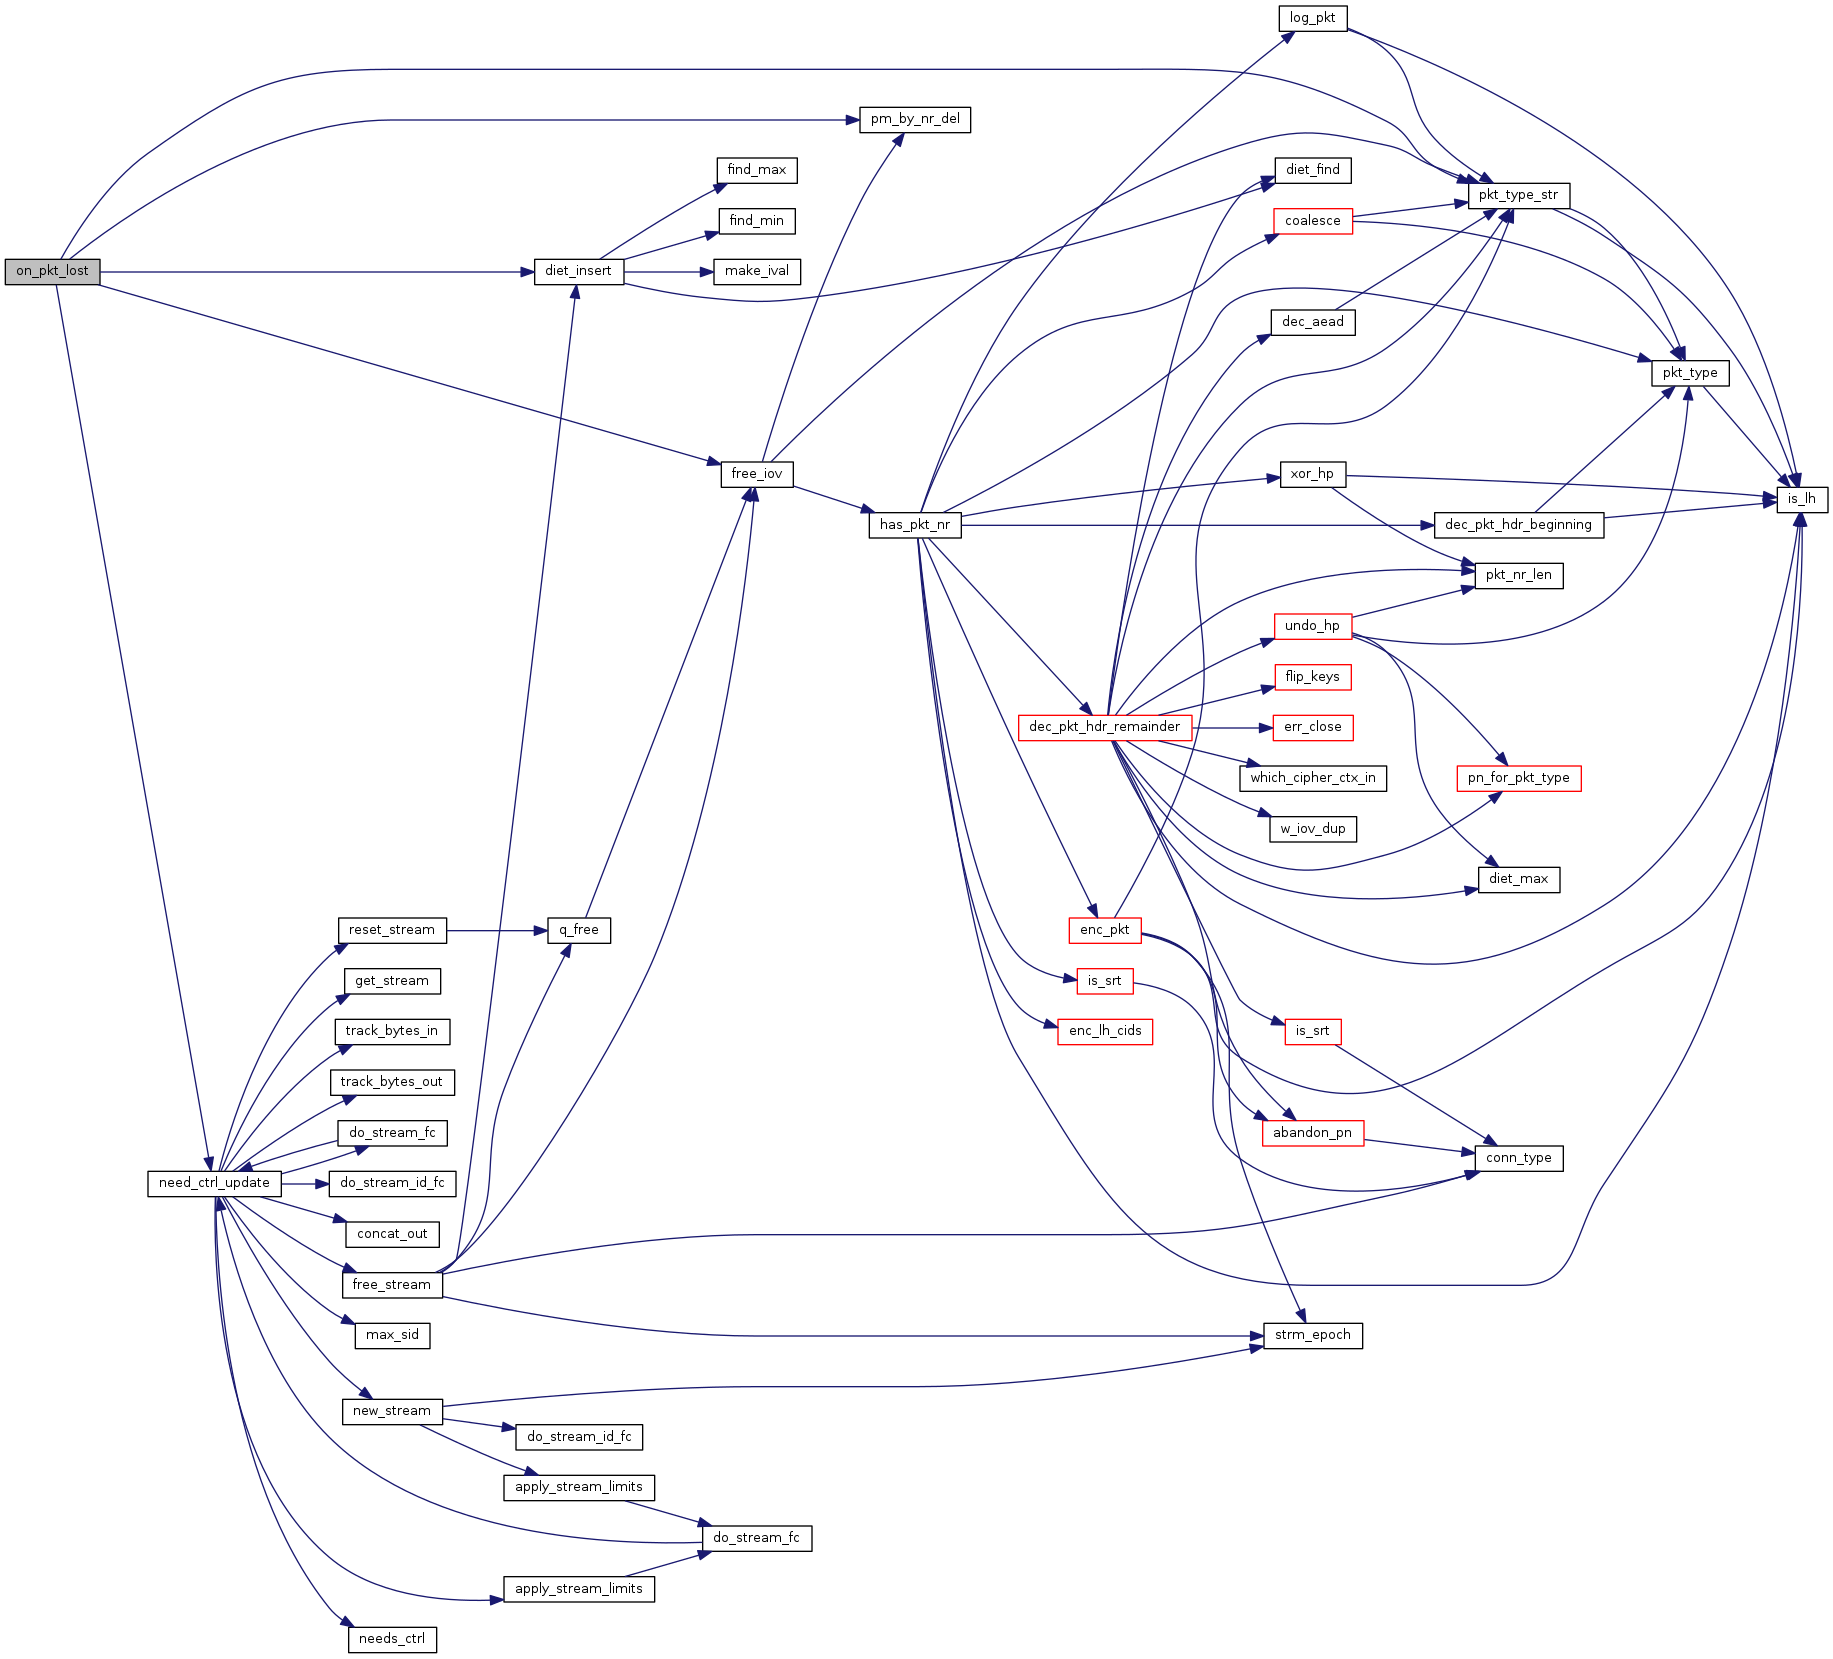 log_pkt
pm_by_nr_del
find_max
diet_find
pkt_type_str
find_min
coalesce
on_pkt_lost
diet_insert
make_ival
dec_aead
pkt_type
free_iov
xor_hp
is_lh
has_pkt_nr
dec_pkt_hdr_beginning
pkt_nr_len
undo_hp
flip_keys
dec_pkt_hdr_remainder
err_close
which_cipher_ctx_in
pn_for_pkt_type
w_iov_dup
diet_max
reset_stream
q_free
enc_pkt
get_stream
is_srt
track_bytes_in
enc_lh_cids
is_srt
track_bytes_out
do_stream_fc
abandon_pn
conn_type
need_ctrl_update
do_stream_id_fc
concat_out
free_stream
max_sid
strm_epoch
new_stream
do_stream_id_fc
apply_stream_limits
do_stream_fc
apply_stream_limits
needs_ctrl